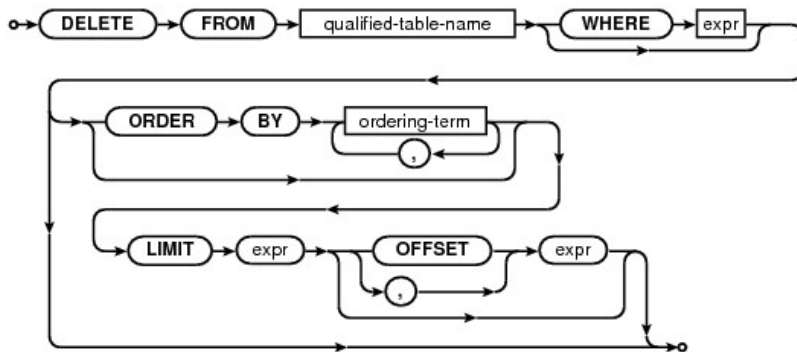 DELETE FROM qualified-table-name WHERE expr
ORDER BY ordering-term
,
LIMIT expr OFFSET expr
,